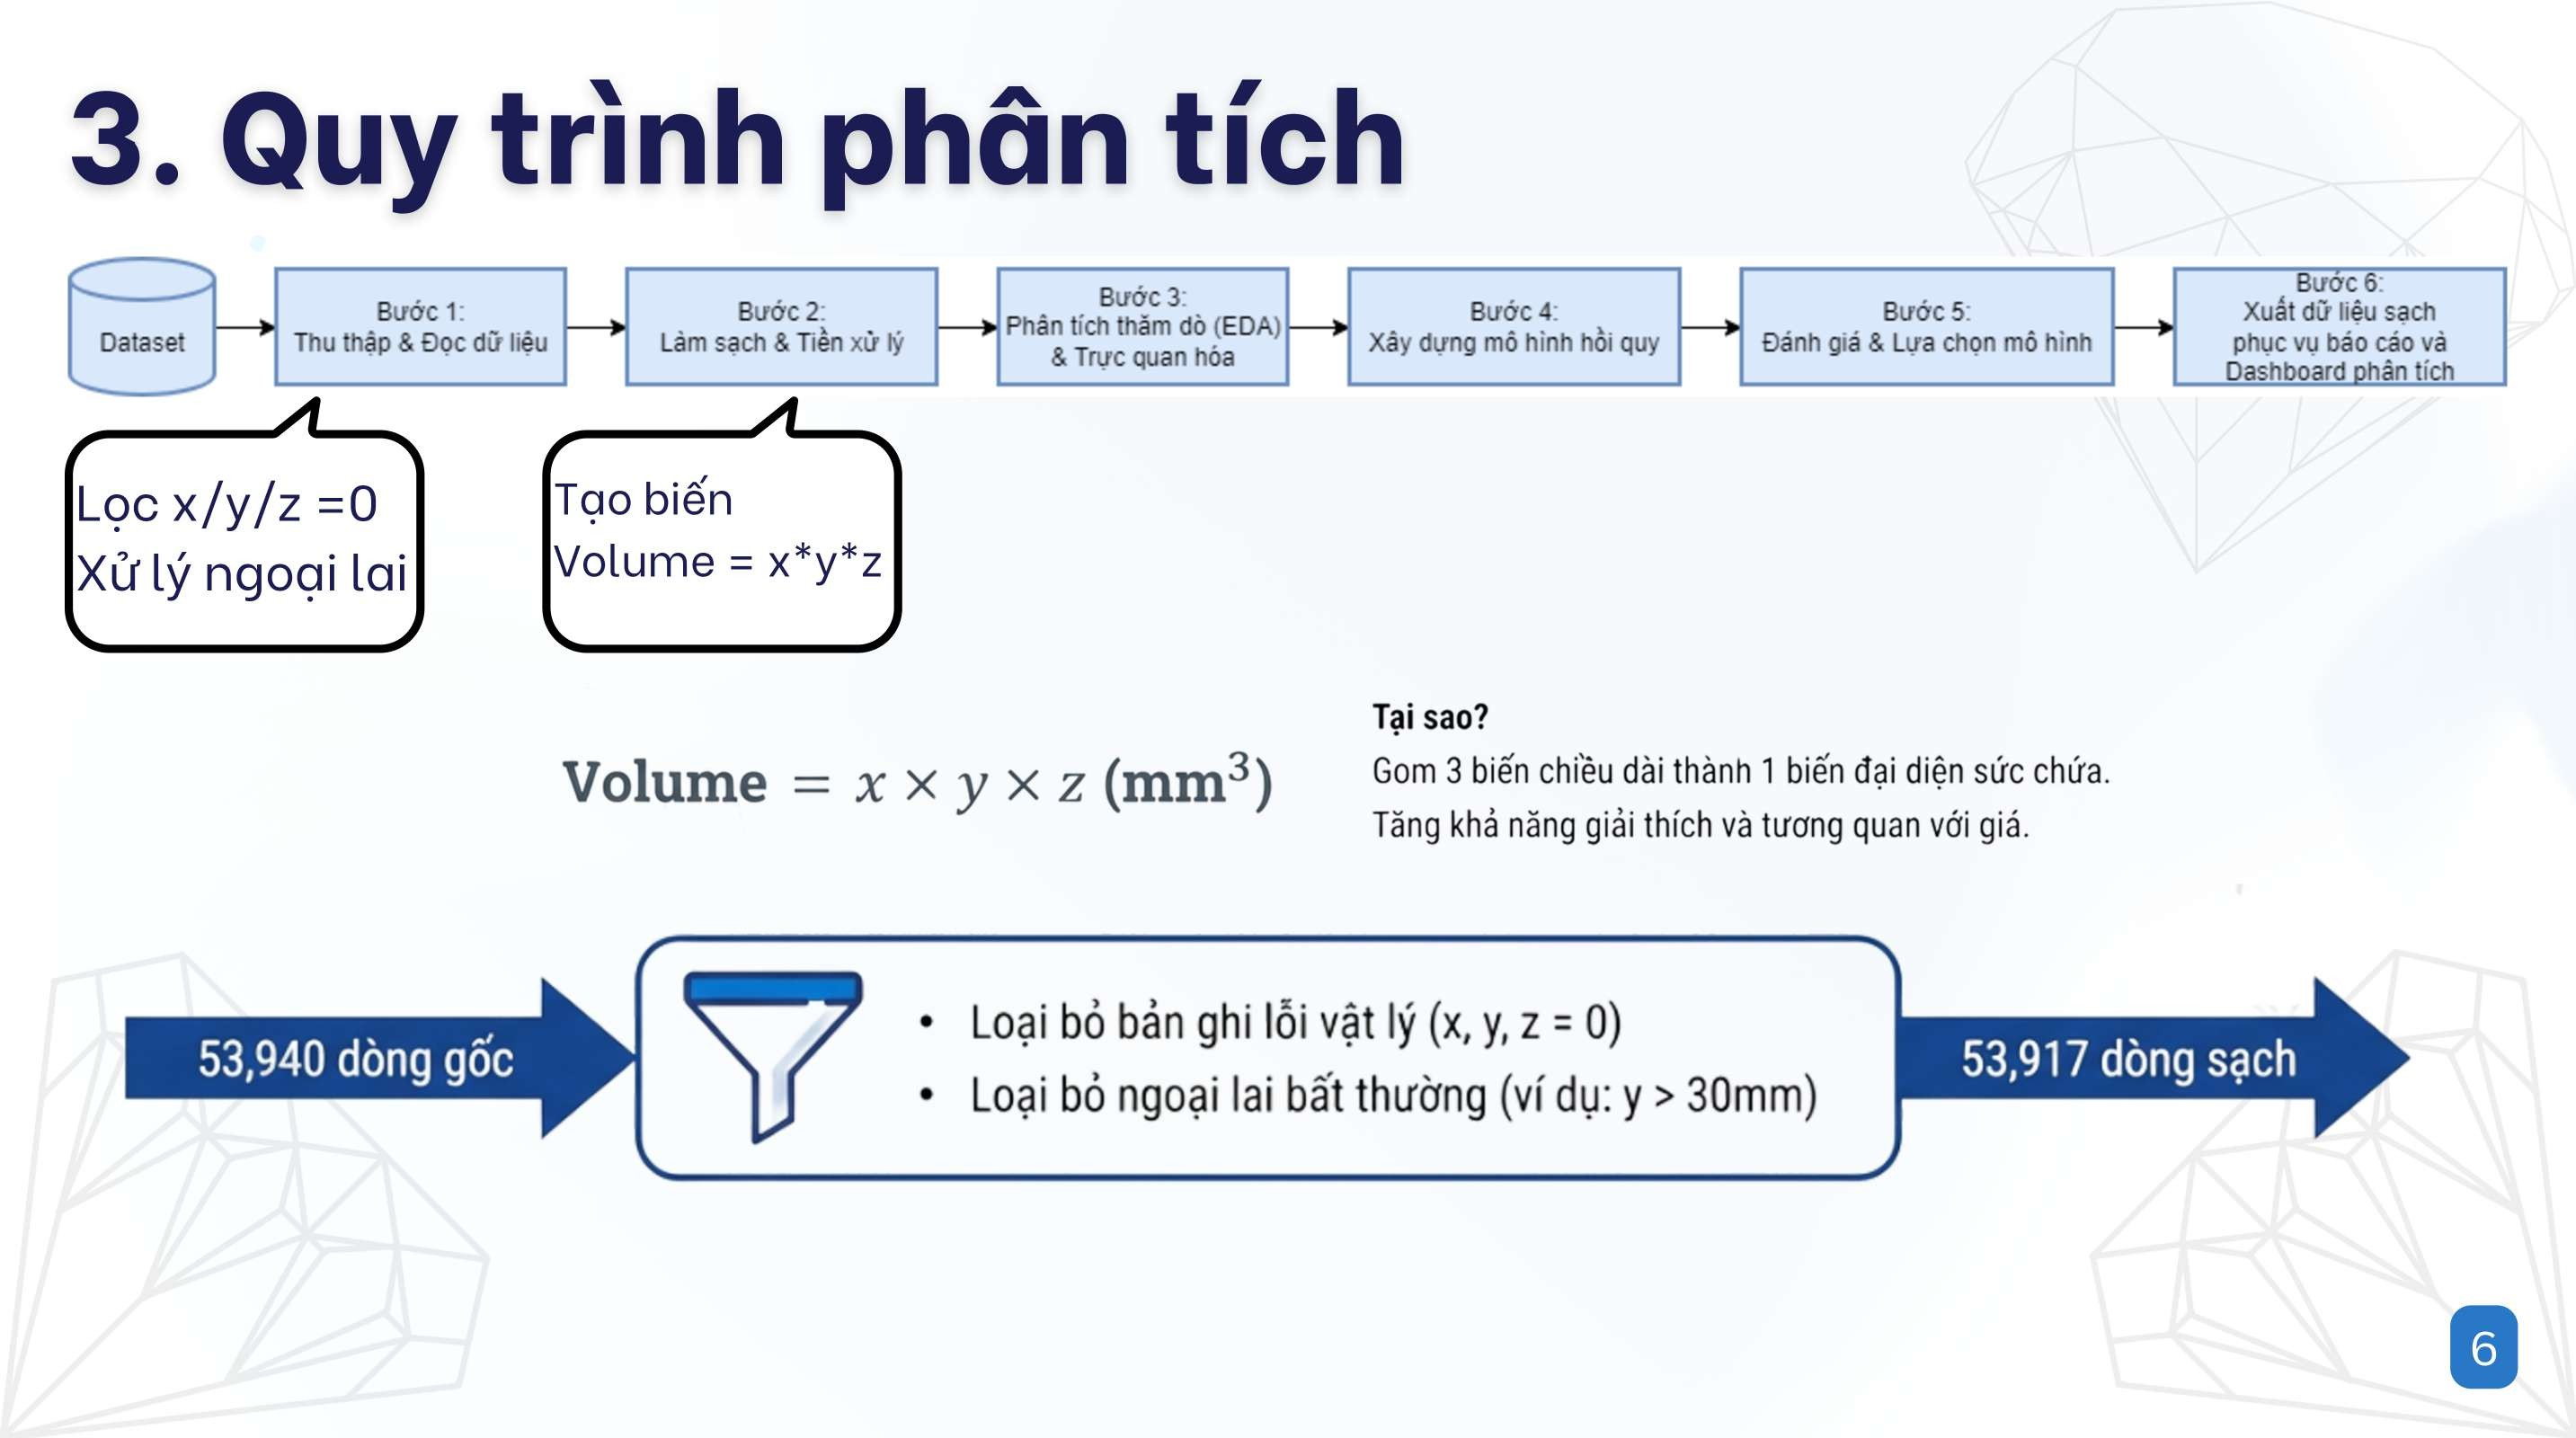 3. Quy trình phân tích
Dataset
Bước 1:
Thu thập & Đọc dữ liệu
Bước 2:
Làm sạch & Tiền xử lý
Bước 3:
Phân tích thăm dò (EDA)
& Trực quan hóa
Bước 4:
Xây dựng mô hình hồi quy
Bước 5:
Đánh giá & Lựa chọn mô hình
Bước 6:
Xuất dữ liệu sạch
phục vụ báo cáo và
Dashboard phân tích
Lọc x/y/z =0
Xử lý ngoại lai
Tạo biến
Volume = x*y*z
Volume = x × y × z (mm³)
Tại sao?
Gom 3 biến chiều dài thành 1 biến đại diện sức chứa.
Tăng khả năng giải thích và tương quan với giá.
53,940 dòng gốc
• Loại bỏ bản ghi lỗi vật lý (x, y, z = 0)
• Loại bỏ ngoại lai bất thường (ví dụ: y > 30mm)
53,917 dòng sạch
6